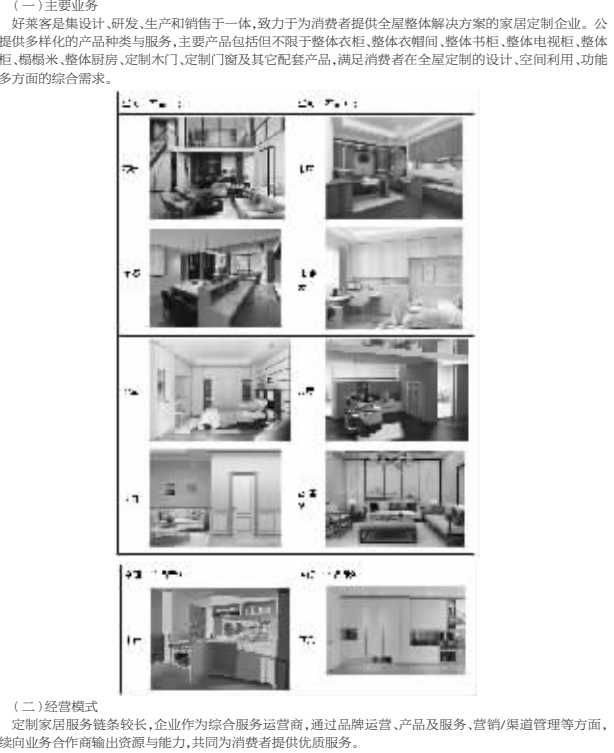 （一）主要业务
好莱客是集设计、研发、生产和销售于一体，致力于为消费者提供全屋整体解决方案的家居定制企业。公
提供多样化的产品种类与服务，主要产品包括但不限于整体衣柜、整体衣帽间、整体书柜、整体电视柜、整体
柜、榻榻米、整体厨房、定制木门、定制门窗及其它配套产品，满足消费者在全屋定制的设计、空间利用、功能
多方面的综合需求。
（二）经营模式
定制家居服务链条较长，企业作为综合服务运营商，通过品牌运营、产品及服务、营销/渠道管理等方面，
续向业务合作商输出资源与能力，共同为消费者提供优质服务。